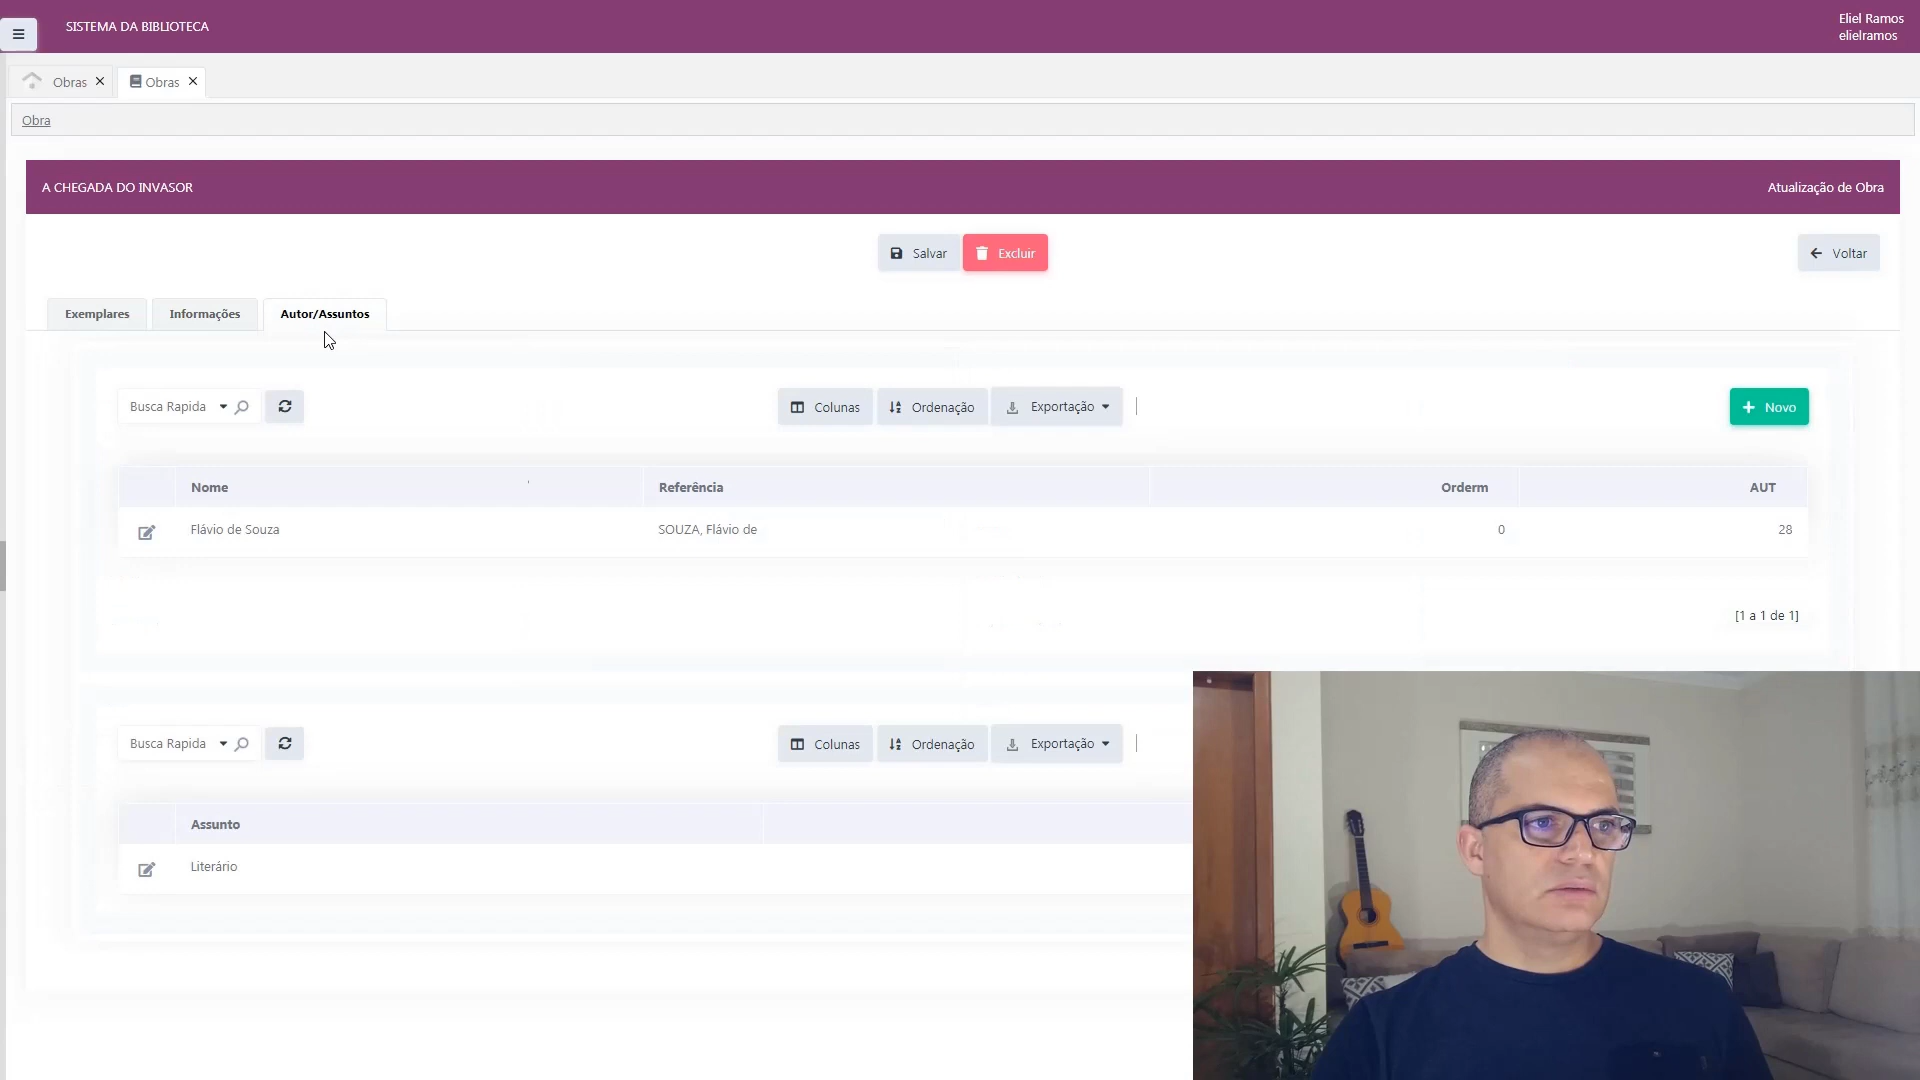 SISTEMA DA BIBLIOTECA
Eliel Ramos
elielramos
Obras
Obras
Obra
A CHEGADA DO INVASOR
Atualização de Obra
Salvar
Excluir
Voltar
Exemplares
Informações
Autor/Assuntos
Busca Rapida
Colunas
Ordenação
Exportação
Novo
Nome
Referência
Orderm
AUT
Flávio de Souza
SOUZA, Flávio de
0
28
[1 a 1 de 1]
Busca Rapida
Colunas
Ordenação
Exportação
Assunto
Literário